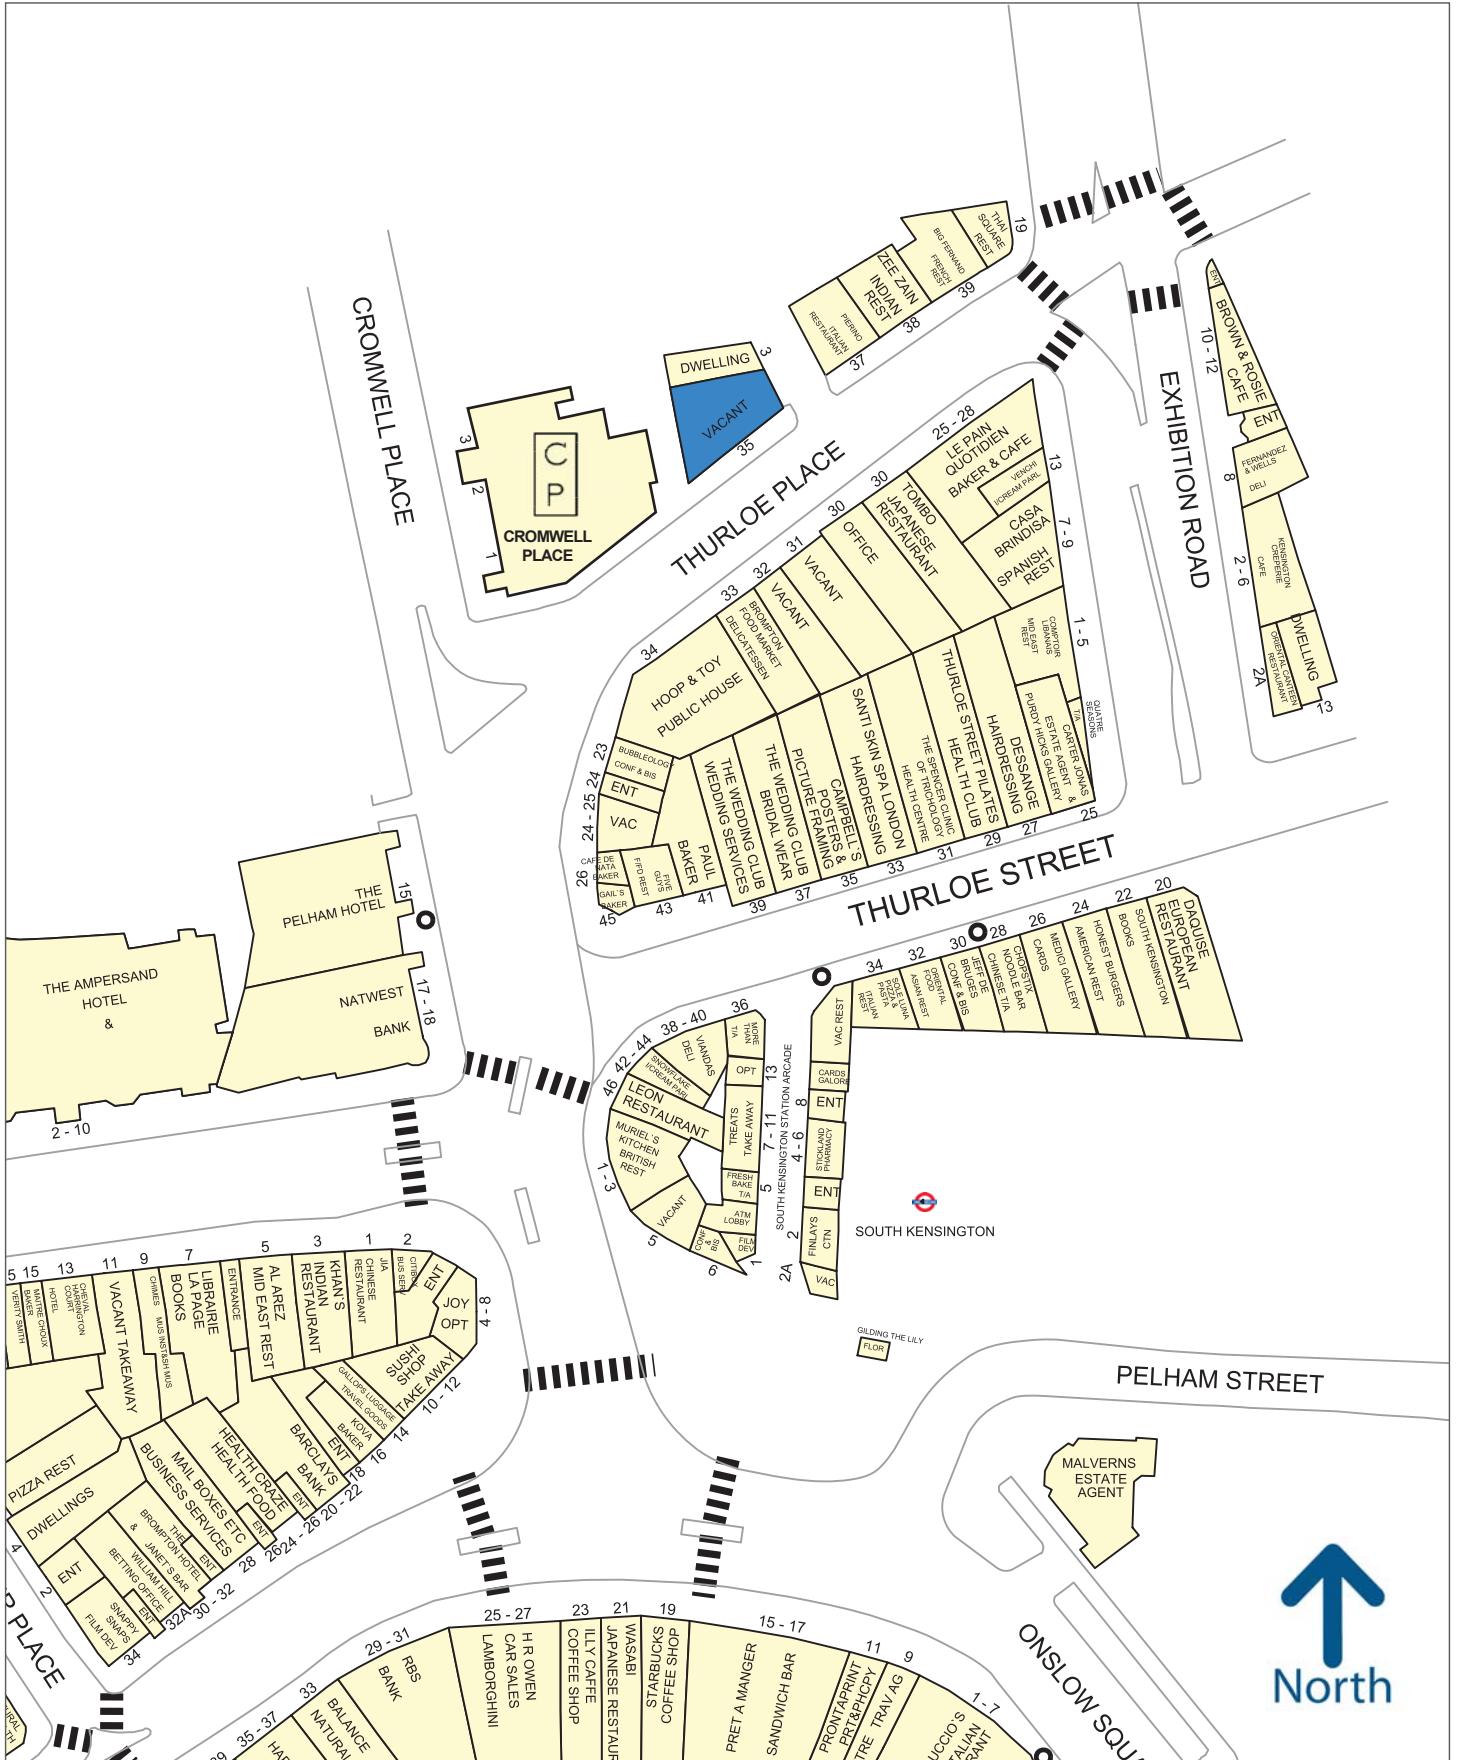 19
THAI
SQUARE
REST
BIG FERNAND
FRENCH
REST
39
ZEE ZAIN
INDIAN
REST
38
PIERINO
ITALIAN
RESTAURANT
37
CROMWELL PLACE
3
DWELLING
VACANT
35
3
2
1
C
P
CROMWELL
PLACE
THURLOE PLACE
EXHIBITION ROAD
ENT
BROWN & ROSIE
CAFE
10 - 12
ENT
FERNANDEZ
& WELLS
DELI
8
KENSINGTON
CREPERIE
CAFE
2 - 6
DWELLING
ORIENTAL CANTEEN
RESTAURANT
2A
13
25 - 28
LE PAIN
QUOTIDIEN
BAKER & CAFE
VENCHI
I/CREAM PARL
13
CASA
BRINDISA
SPANISH
REST
7 - 9
30
TOMBO
JAPANESE
RESTAURANT
30
OFFICE
31
VACANT
32
VACANT
33
BROMPTON
FOOD MARKET
DELICATESSEN
34
HOOP & TOY
PUBLIC HOUSE
COMPTOIR
LIBANAIS
MID EAST
REST
1 - 5
QUATRE
SEASONS
T/A
CARTER JONAS
ESTATE AGENT &
PURDY HICKS GALLERY
25
DESSANGE
HAIRDRESSING
27
THURLOE STREET PILATES
HEALTH CLUB
29
THE SPENCER CLINIC
OF TRICHOLOGY
HEALTH CENTRE
31
SANTI SKIN SPA LONDON
HAIRDRESSING
33
CAMPBELL`S
POSTERS &
PICTURE FRAMING
35
THE WEDDING CLUB
BRIDAL WEAR
37
THE WEDDING CLUB
WEDDING SERVICES
39
PAUL
BAKER
41
FIVE
GUYS
F/FD REST
43
23
BUBBLEOLOGY
CONF & BIS
24
ENT
24 - 25
VAC
26
CAFE DE
NATA
BAKER
GAIL`S
BAKER
45
THURLOE STREET
THE
PELHAM HOTEL
15
NATWEST
BANK
17 - 18
THE AMPERSAND
HOTEL
&
2 - 10
20
DAQUISE
EUROPEAN
RESTAURANT
22
SOUTH KENSINGTON
BOOKS
24
HONEST BURGERS
AMERICAN REST
26
MEDICI GALLERY
CARDS
28
CHOPSTIX
NOODLE BAR
CHINESE T/A
30
JEFF DE
BRUGES
CONF & BIS
32
ORIENTAL
FOOD
ASIAN REST
34
SOLE LUNA
PIZZA &
PASTA
ITALIAN
REST
VAC REST
36
MORE
THAN
T/A
38 - 40
VIANDAS
DELI
42 - 44
SNOWFLAKE
I/CREAM PARL
46
LEON
RESTAURANT
OPT
13
TREATS
TAKE AWAY
7 - 11
FRESH
BAKE
T/A
5
ATM
LOBBY
FILM
DEV
1
CONF
&
BIS
6
VACANT
5
MURIEL`S
KITCHEN
BRITISH
REST
1 - 3
SOUTH KENSINGTON STATION ARCADE
CARDS
GALORE
8
ENT
4 - 6
STICKLAND
PHARMACY
ENT
2
FINLAYS
CTN
2A
VAC
SOUTH KENSINGTON
GILDING THE LILY
FLOR
PELHAM STREET
MALVERNS
ESTATE
AGENT
ONSLOW SQUA
North
5
VERITY SMITH
15
MAITRE CHOUX
BAKER
13
CHEVAL
HARRINGTON
COURT
HOTEL
11
VACANT TAKEAWAY
9
CHIMES
MUS INST&SH MUS
7
LIBRAIRIE
LA PAGE
BOOKS
ENTRANCE
5
AL AREZ
MID EAST REST
3
KHAN`S
INDIAN
RESTAURANT
1
JIA
CHINESE
RESTAURANT
2
CITIBOX
BUS SERV
ENT
JOY
OPT
4 - 8
SUSHI
SHOP
TAKE AWAY
10 - 12
GALLOPS LUGGAGE
TRAVEL GOODS
14
KOVA
BAKER
16
ENT
18
BARCLAYS
BANK
20 - 22
ENT
24 - 26
HEALTH CRAZE
HEALTH FOOD
ENT
26
MAIL BOXES ETC
BUSINESS SERVICES
28
ENT
THE
BROMPTON HOTEL
&
JANET`S BAR
30 - 32
WILLIAM HILL
BETTING OFFICE
32A
ENT
SNAPPY
SNAPS
FILM DEV
34
ENT
2
4
DWELLINGS
PIZZA REST
PLACE
33
BALANCE
35 - 37
29 - 31
RBS
BANK
25 - 27
H R OWEN
CAR SALES
LAMBORGHINI
23
ILLY CAFFE
COFFEE SHOP
21
WASABI
JAPANESE RESTAUR
19
STARBUCKS
COFFEE SHOP
15 - 17
PRET A MANGER
SANDWICH BAR
11
PRONTAPRINT
PRT&PHCPY
9
TRAV AG
1 - 7